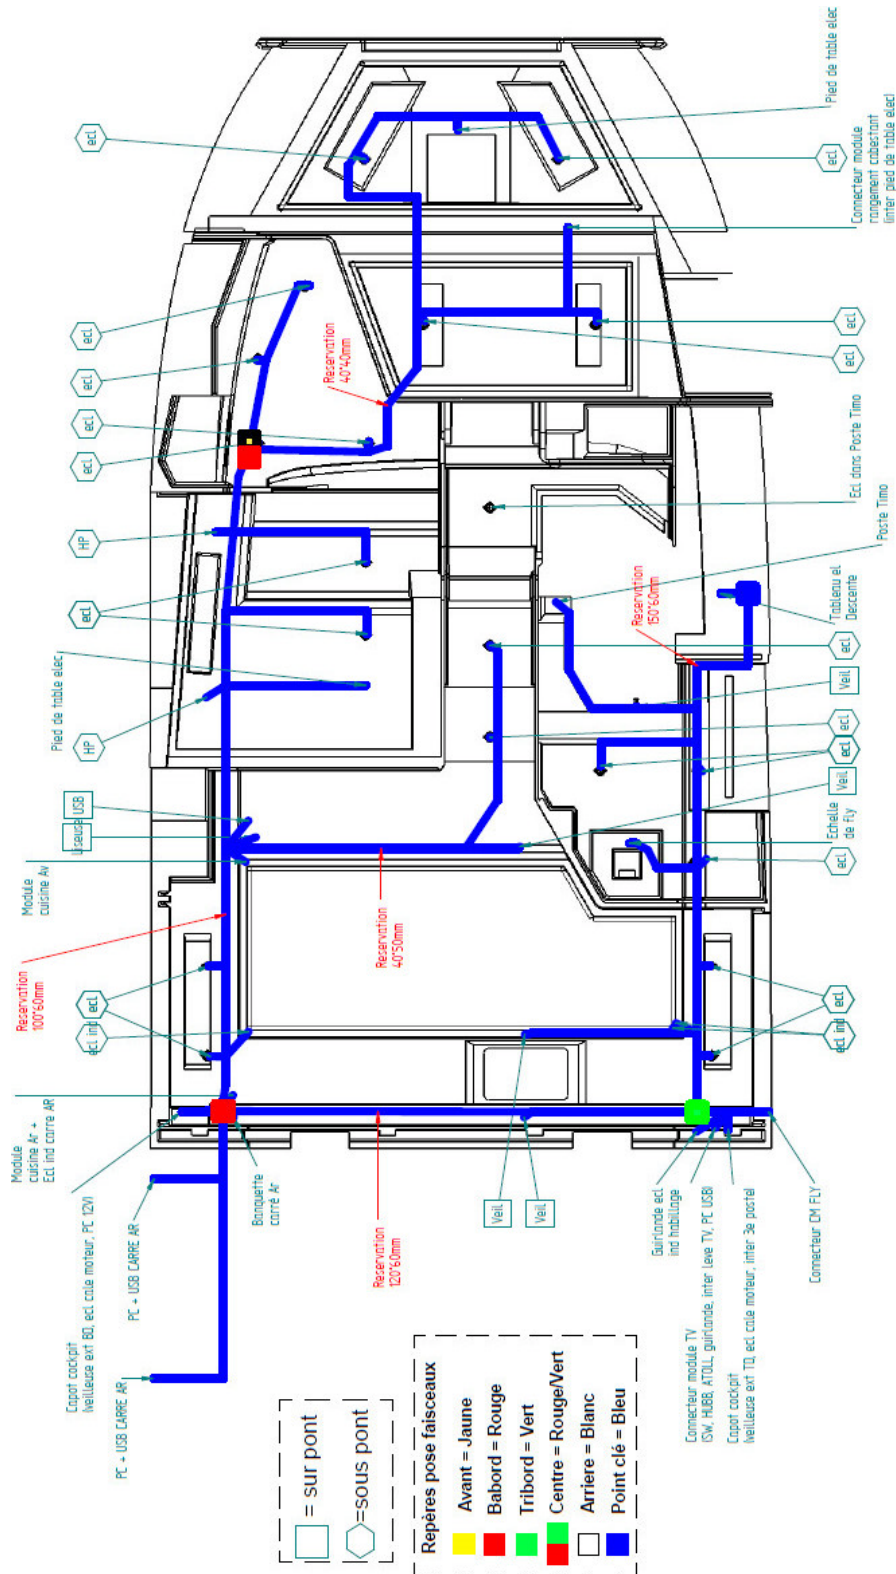 ecl
Pied de table elec
ecl
Connecteur module
rangement cabestant
(inter pied de table elec)
ecl
ecl
ecl
ecl
Reservation
40*40mm
ecl
ecl
Ecl dans Poste Timo
HP
Poste Timo
ecl
Reservation
150*60mm
Tableau el
Descente
Pied de table elec
ecl
Veil
HP
ecl
ecl
USB
Liseuse
Veil
Echelle
de fly
ecl
Module
cuisine Av
Reservation
40*50mm
Reservation
100*60mm
ecl
ecl ind
ecl
ecl ind
Module
cuisine Ar +
Ecl ind carre AR
Banquette
carré Ar
Capot cockpit
(veilleuse ext BD, ecl cale moteur, PC 12V)
PC + USB CARRE AR
PC + USB CARRE AR
Reservation
120*60mm
Veil
Veil
Guirlande ecl
ind habillage
Connecteur module TV
(SW, HUBB, ATOLL, guirlande, inter leve TV, PC USB)
Capot cockpit
(veilleuse ext TD, ecl cale moteur, inter 3e poste)
Connecteur CM FLY
= sur pont
=sous pont
Repères pose faisceaux
Avant = Jaune
Babord = Rouge
Tribord = Vert
Centre = Rouge/Vert
Arriere = Blanc
Point clé = Bleu